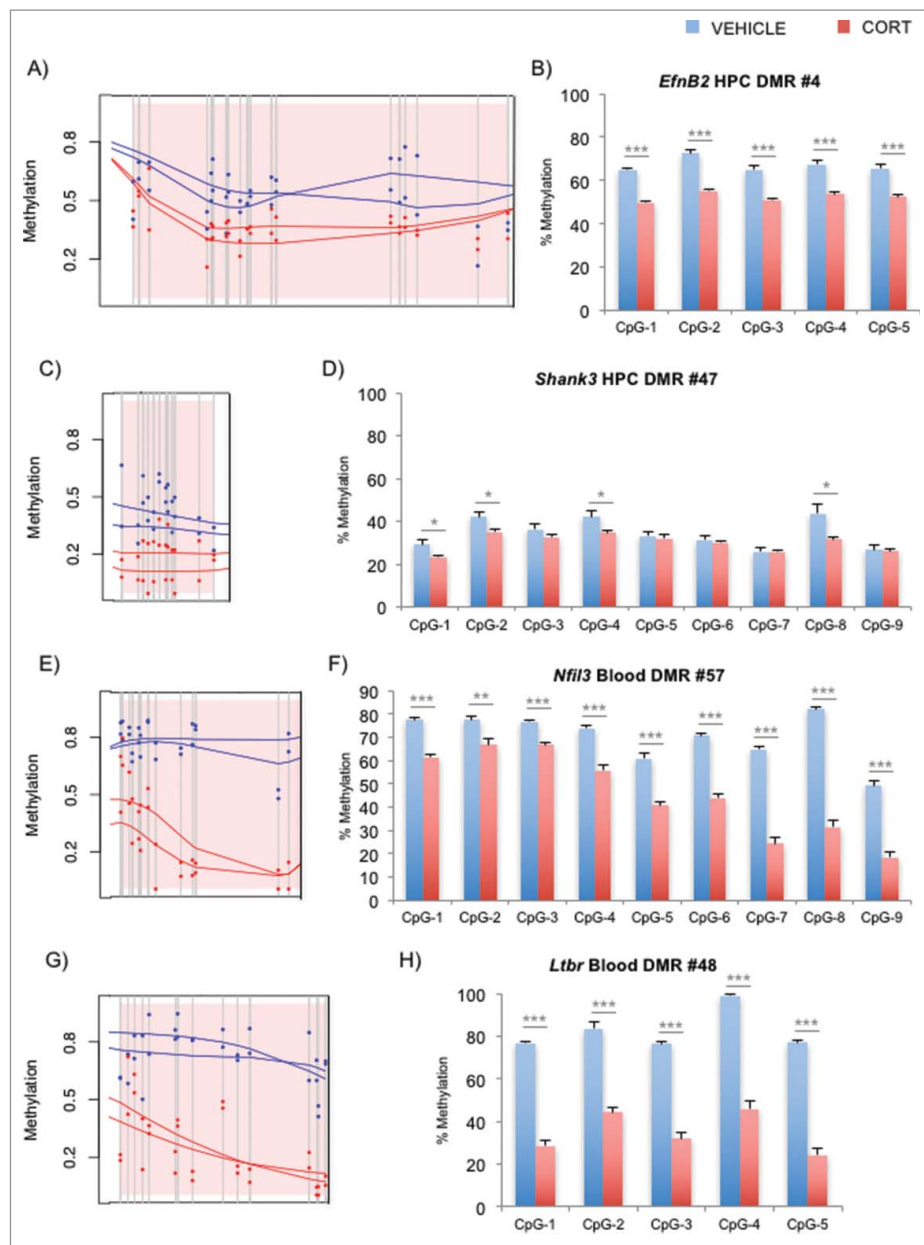 VEHICLE CORT
A)
Methylation
0.8
0.5
0.2
B)
EfnB2 HPC DMR #4
% Methylation
100
80
60
40
20
0
*** *** *** *** ***
CpG-1 CpG-2 CpG-3 CpG-4 CpG-5
C)
Methylation
0.8
0.5
0.2
D)
Shank3 HPC DMR #47
% Methylation
100
80
60
40
20
0
* * * *
CpG-1 CpG-2 CpG-3 CpG-4 CpG-5 CpG-6 CpG-7 CpG-8 CpG-9
E)
Methylation
0.8
0.5
0.2
F)
Nfil3 Blood DMR #57
% Methylation
90
80
70
60
50
40
30
20
10
0
*** ** *** *** *** *** *** *** ***
CpG-1 CpG-2 CpG-3 CpG-4 CpG-5 CpG-6 CpG-7 CpG-8 CpG-9
G)
Methylation
0.8
0.5
0.2
H)
Ltbr Blood DMR #48
% Methylation
100
80
60
40
20
0
*** *** *** *** ***
CpG-1 CpG-2 CpG-3 CpG-4 CpG-5